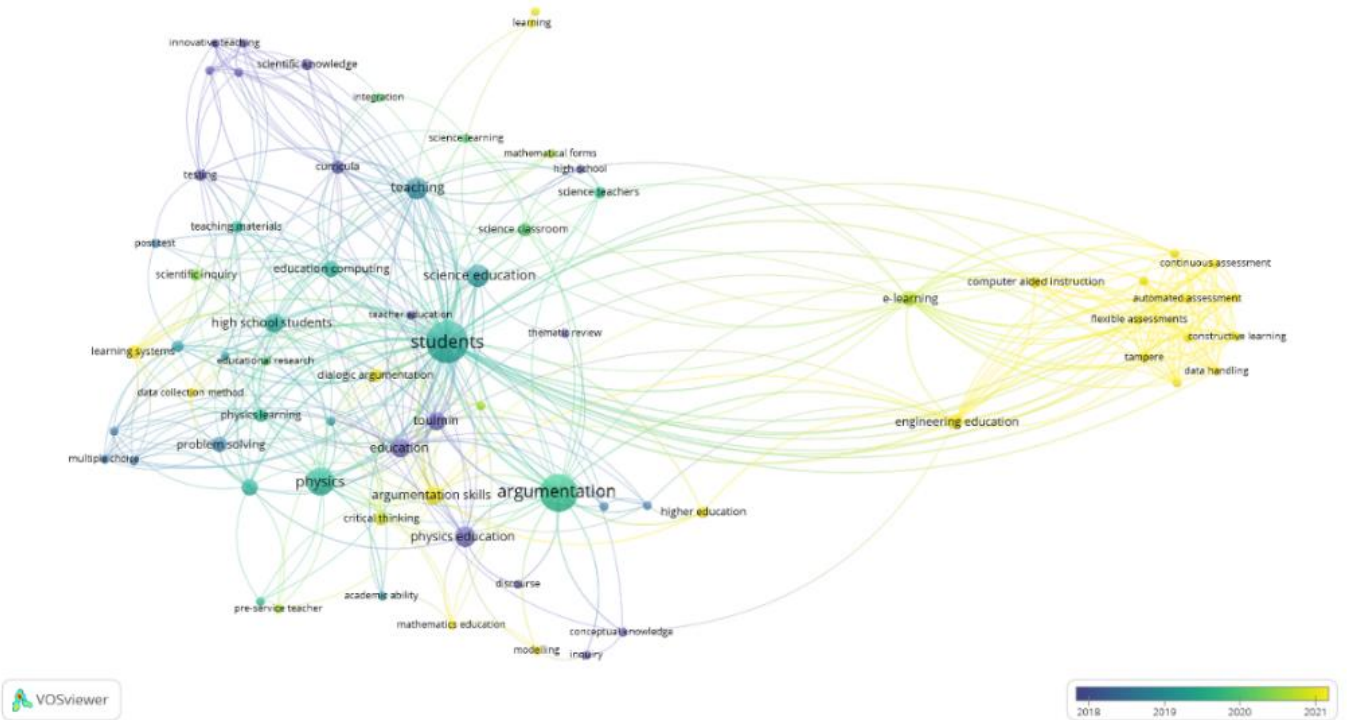 learning
innovative teaching
scientific knowledge
integration
science learning
mathematical forms
high school
curricula
testing
teaching
science teachers
teaching materials
science classroom
post test
continuous assessment
scientific inquiry
education computing
science education
computer aided instruction
e-learning
automated assessment
teacher education
flexible assessments
high school students
thematic review
constructive learning
students
learning systems
tampere
educational research
data handling
dialogic argumentation
data collection method
physics learning
toulmin
engineering education
problem solving
education
multiple choice
physics
argumentation skills
argumentation
higher education
critical thinking
physics education
discourse
academic ability
pre-service teacher
mathematics education
conceptual knowledge
modelling
inquiry
VOSviewer
2018 2019 2020 2021